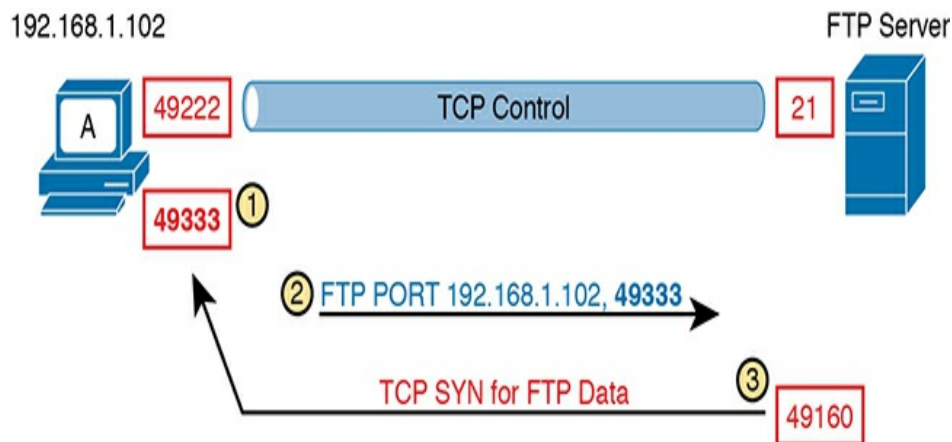 192.168.1.102
FTP Server
A
49222
TCP Control
21
49333
1
2
FTP PORT 192.168.1.102, 49333
3
TCP SYN for FTP Data
49160